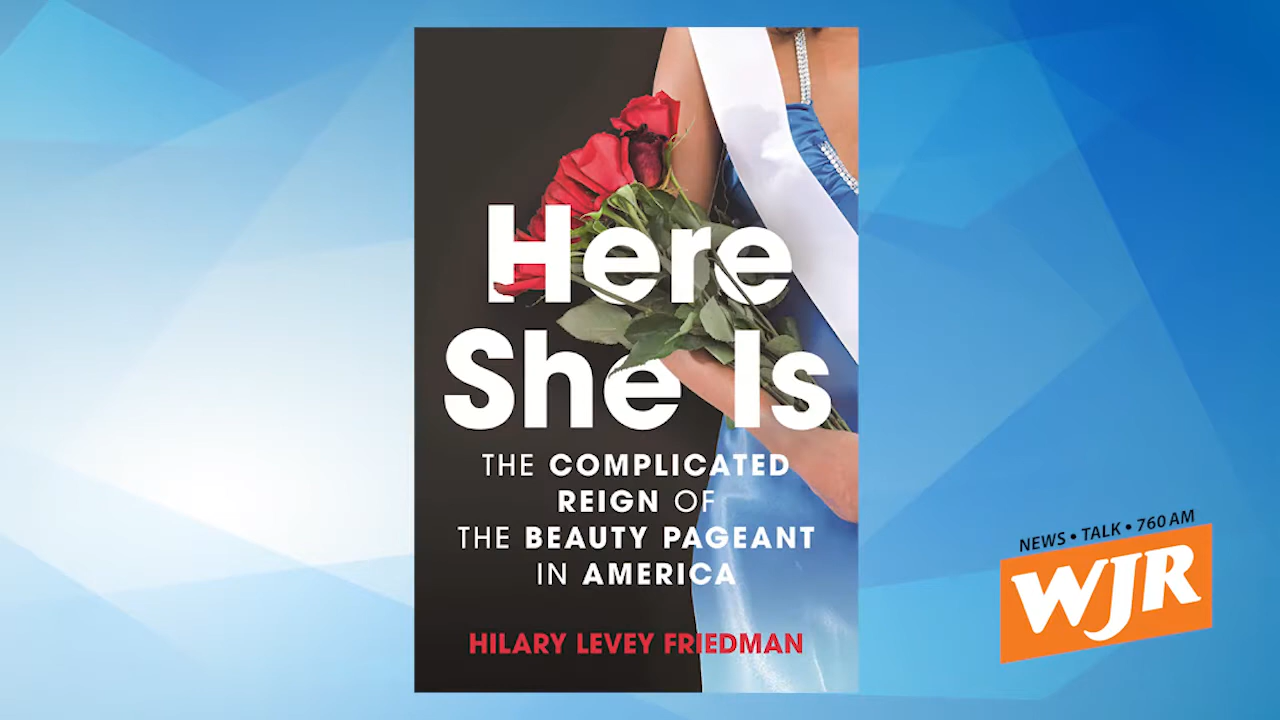 Here
She Is
THE COMPLICATED
REIGN OF
THE BEAUTY PAGEANT
IN AMERICA
HILARY LEVEY FRIEDMAN
NEWS • TALK • 760 AM
WJR